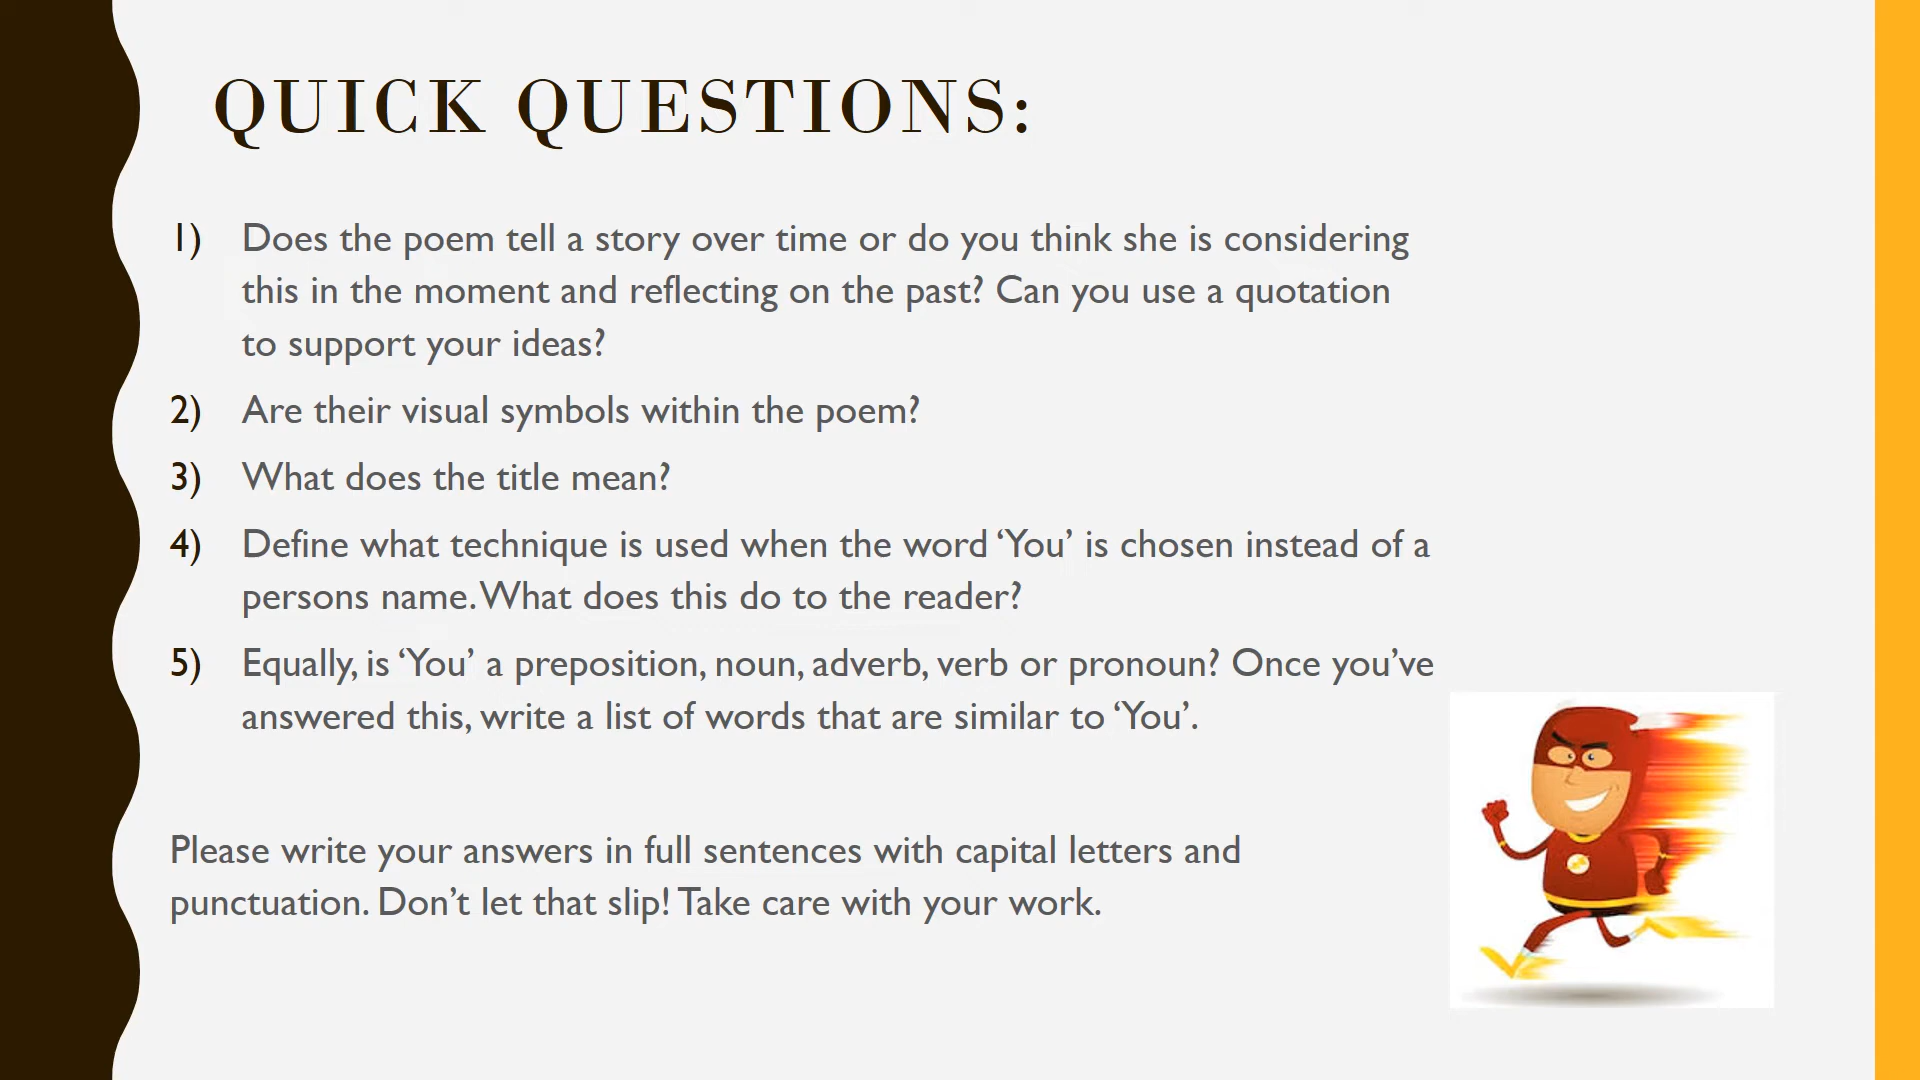 QUICK QUESTIONS:
1) Does the poem tell a story over time or do you think she is considering
this in the moment and reflecting on the past? Can you use a quotation
to support your ideas?
2) Are their visual symbols within the poem?
3) What does the title mean?
4) Define what technique is used when the word ‘You’ is chosen instead of a
persons name. What does this do to the reader?
5) Equally, is ‘You’ a preposition, noun, adverb, verb or pronoun? Once you’ve
answered this, write a list of words that are similar to ‘You’.
Please write your answers in full sentences with capital letters and
punctuation. Don’t let that slip! Take care with your work.